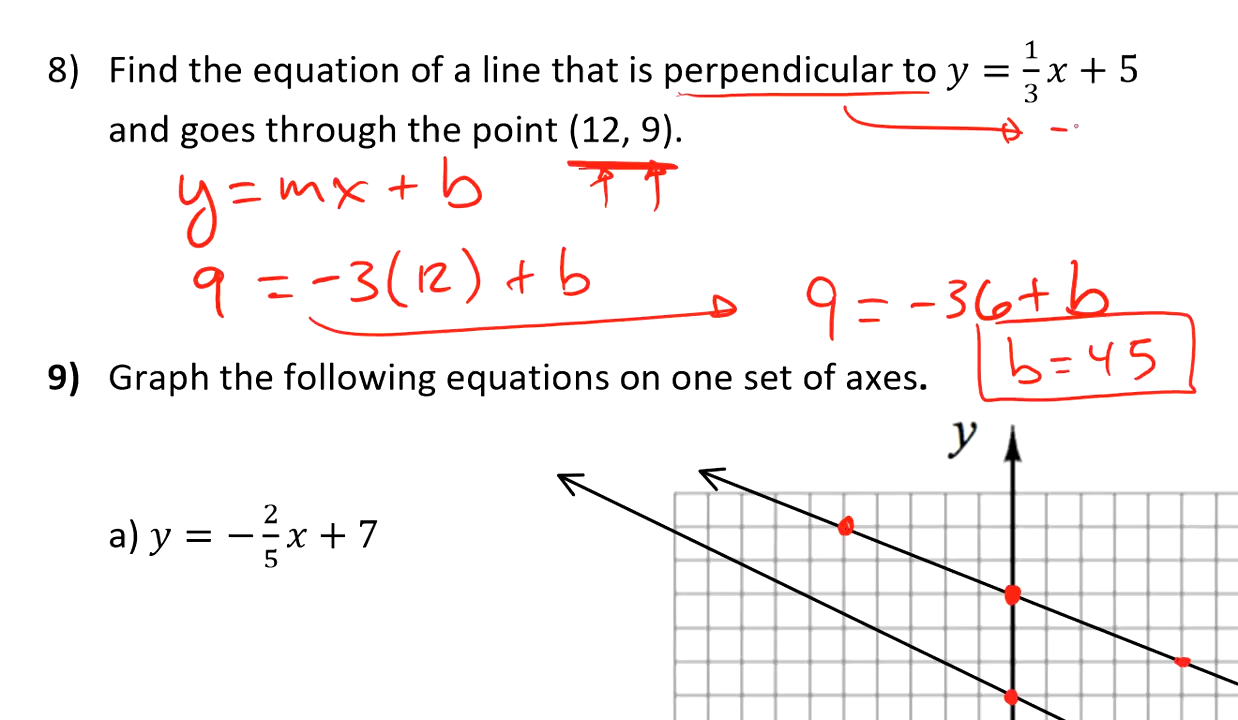 8) Find the equation of a line that is perpendicular to y = 1/3 x + 5
and goes through the point (12, 9).
-
y = mx + b
9 = -3(12) + b
9 = -36 + b
b = 45
9) Graph the following equations on one set of axes.
y
a) y = -2/5 x + 7